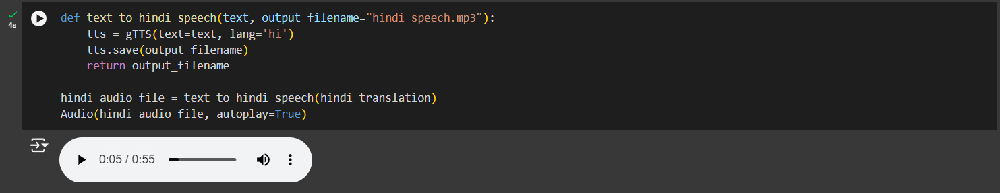 def text_to_hindi_speech(text, output_filename="hindi_speech.mp3"):
    tts = gTTS(text=text, lang='hi')
    tts.save(output_filename)
    return output_filename
4s
hindi_audio_file = text_to_hindi_speech(hindi_translation)
Audio(hindi_audio_file, autoplay=True)
0:05 / 0:55